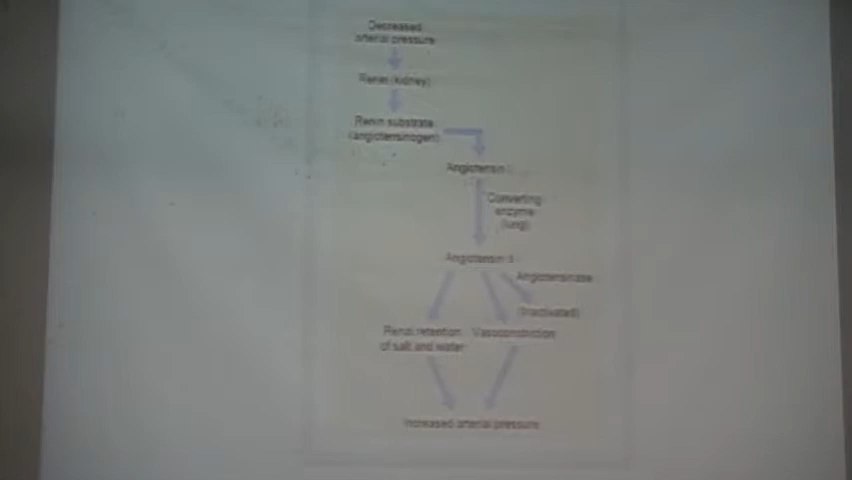 Decreased
arterial pressure
Renin (kidney)
Renin substrate
(angiotensinogen)
Angiotensin I
Converting
enzyme
(lung)
Angiotensin II
Angiotensinase
(Inactivated)
Renal retention
of salt and water
Vasoconstriction
Increased arterial pressure